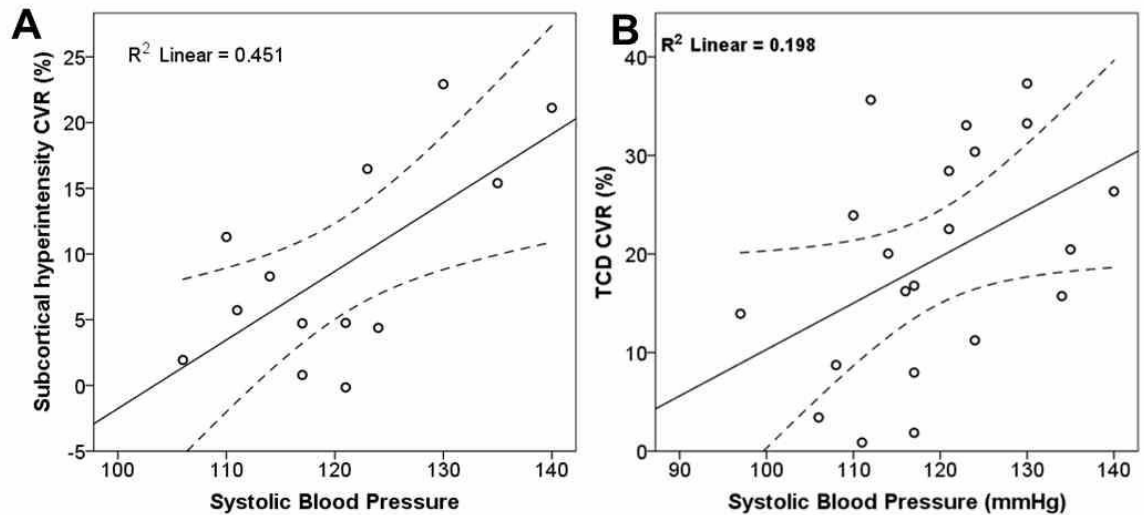 A
R² Linear = 0.451
Subcortical hyperintensity CVR (%)
25
20
15
10
5
0
-5
100 110 120 130 140
Systolic Blood Pressure
B
R² Linear = 0.198
TCD CVR (%)
40
30
20
10
0
90 100 110 120 130 140
Systolic Blood Pressure (mmHg)